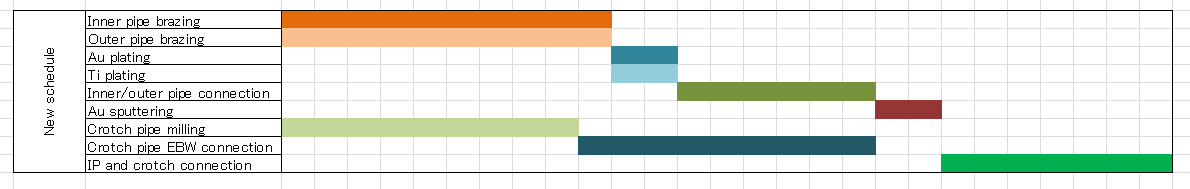 New schedule
Inner pipe brazing
Outer pipe brazing
Au plating
Ti plating
Inner/outer pipe connection
Au sputtering
Crotch pipe milling
Crotch pipe EBW connection
IP and crotch connection